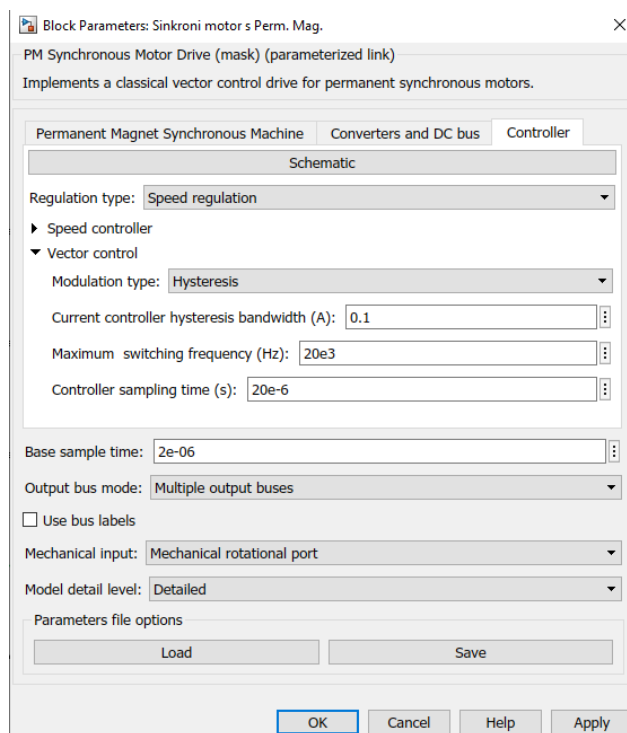 Block Parameters: Sinkroni motor s Perm. Mag.
PM Synchronous Motor Drive (mask) (parameterized link)
Implements a classical vector control drive for permanent synchronous motors.
Permanent Magnet Synchronous Machine Converters and DC bus Controller
Schematic
Regulation type: Speed regulation
Speed controller
Vector control
Modulation type: Hysteresis
Current controller hysteresis bandwidth (A): 0.1
Maximum switching frequency (Hz): 20e3
Controller sampling time (s): 20e-6
Base sample time: 2e-06
Output bus mode: Multiple output buses
Use bus labels
Mechanical input: Mechanical rotational port
Model detail level: Detailed
Parameters file options
Load Save
OK Cancel Help Apply